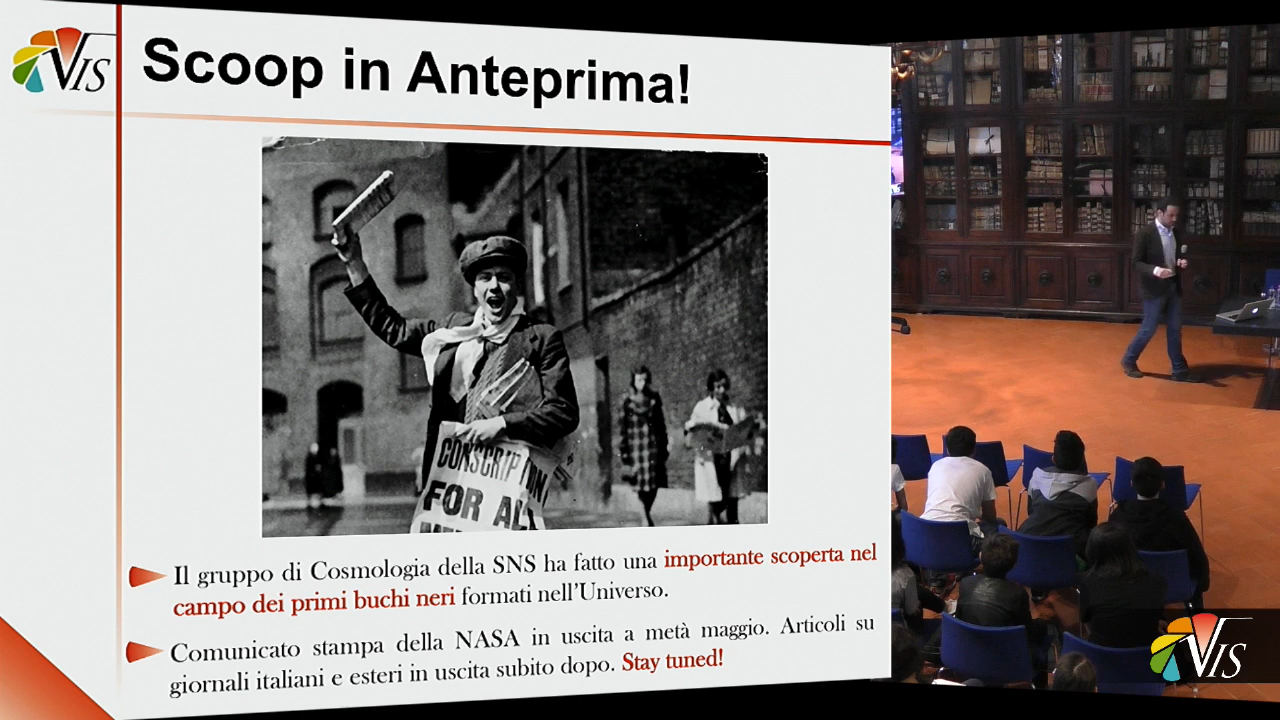 VIS
Scoop in Anteprima!
CONSCRIPTION
FOR ALL
Il gruppo di Cosmologia della SNS ha fatto una importante scoperta nel
campo dei primi buchi neri formati nell'Universo.
Comunicato stampa della NASA in uscita a metà maggio. Articoli su
giornali italiani e esteri in uscita subito dopo. Stay tuned!
VIS